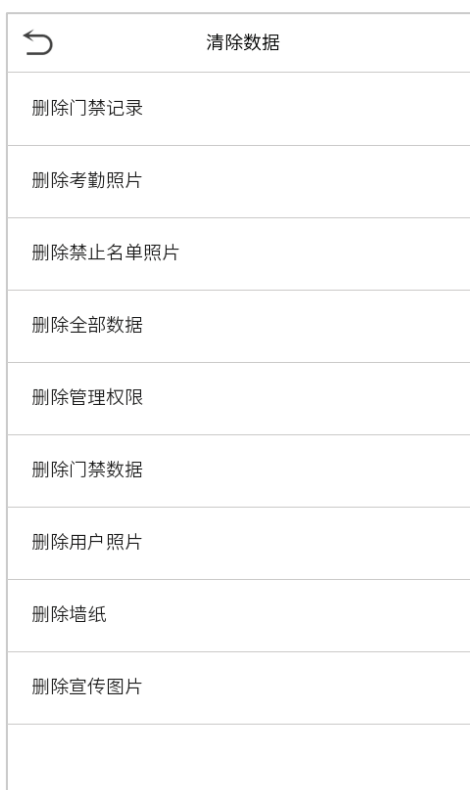 清除数据
删除门禁记录
删除考勤照片
删除禁止名单照片
删除全部数据
删除管理权限
删除门禁数据
删除用户照片
删除墙纸
删除宣传图片